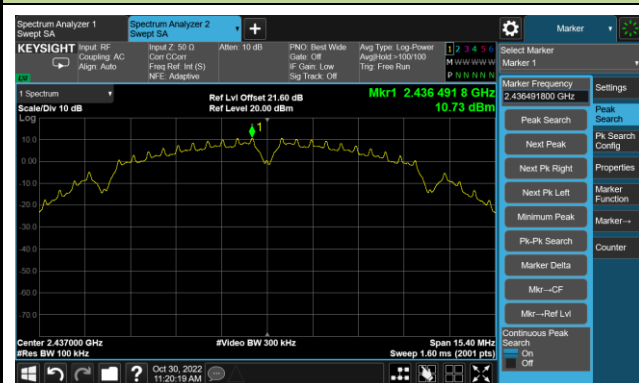 Spectrum Analyzer 1
Swept SA
Spectrum Analyzer 2
Swept SA
Marker
KEYSIGHT
Input: RF
Coupling: AC
Align: Auto
Input Z: 50 Ω
Corr CCorr
Freq Ref: Int (S)
NFE: Adaptive
Atten: 10 dB
PNO: Best Wide
Gate: Off
IF Gain: Low
Sig Track: Off
Avg Type: Log-Power
Avg|Hold:>100/100
Trig: Free Run
1 2 3 4 5 6
M W W W W W
P N N N N N
LXI
1 Spectrum
Scale/Div 10 dB
Log
Ref Lvl Offset 21.60 dB
Ref Level 20.00 dBm
Mkr1 2.436 491 8 GHz
10.73 dBm
1
10.0
0.00
-10.0
-20.0
-30.0
-40.0
-50.0
-60.0
-70.0
Center 2.437000 GHz
#Res BW 100 kHz
#Video BW 300 kHz
Span 15.40 MHz
Sweep 1.60 ms (2001 pts)
Oct 30, 2022
11:20:19 AM
Select Marker
Marker 1
Marker Frequency
2.436491800 GHz
Peak Search
Next Peak
Next Pk Right
Next Pk Left
Minimum Peak
Pk-Pk Search
Marker Delta
Mkr→CF
Mkr→Ref Lvl
Continuous Peak
Search
On
Off
Settings
Peak
Search
Pk Search
Config
Properties
Marker
Function
Marker→
Counter